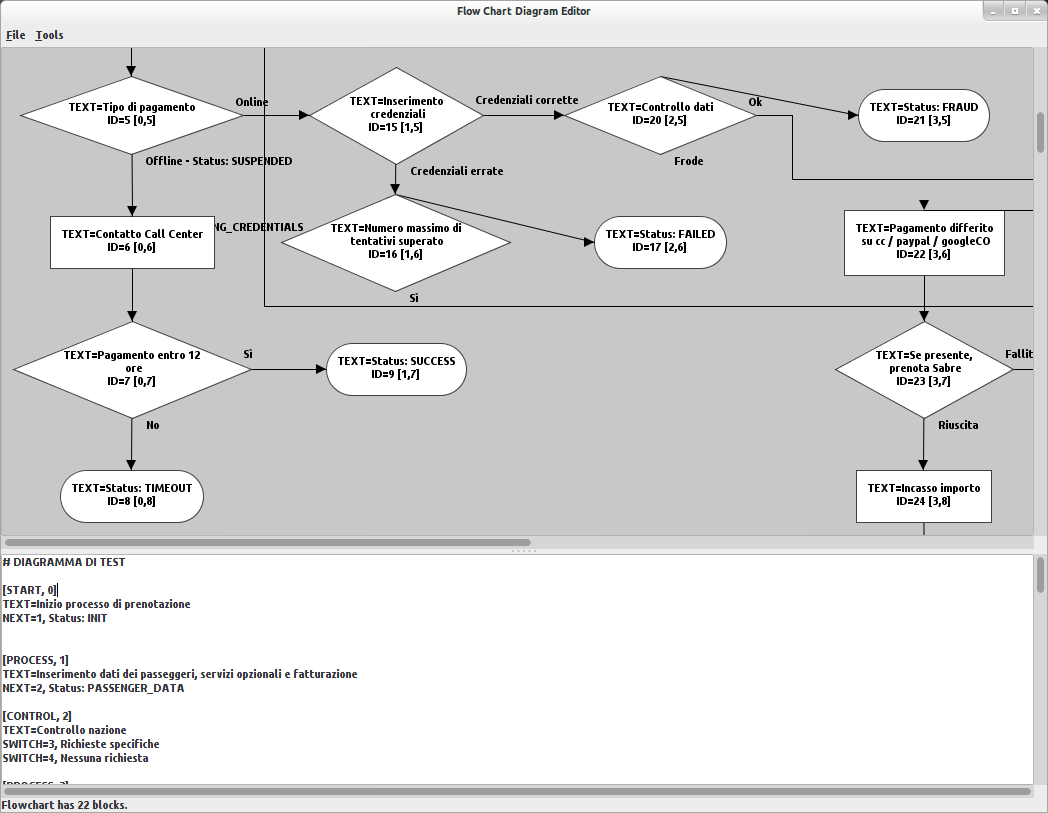 Flow Chart Diagram Editor
File Tools
TEXT=Tipo di pagamento
ID=5 [0,5]
Online
TEXT=Inserimento
credenziali
ID=15 [1,5]
Credenziali corrette
TEXT=Controllo dati
ID=20 [2,5]
Ok
TEXT=Status: FRAUD
ID=21 [3,5]
Offline - Status: SUSPENDED
Credenziali errate
Frode
TEXT=Contatto Call Center
ID=6 [0,6]
NG_CREDENTIALS
TEXT=Numero massimo di
tentativi superato
ID=16 [1,6]
TEXT=Status: FAILED
ID=17 [2,6]
TEXT=Pagamento differito
su cc / paypal / googleCO
ID=22 [3,6]
Sì
TEXT=Pagamento entro 12
ore
ID=7 [0,7]
Sì
TEXT=Status: SUCCESS
ID=9 [1,7]
TEXT=Se presente,
prenota Sabre
ID=23 [3,7]
Fallit
No
Riuscita
TEXT=Status: TIMEOUT
ID=8 [0,8]
TEXT=Incasso importo
ID=24 [3,8]
# DIAGRAMMA DI TEST
[START, 0]
TEXT=Inizio processo di prenotazione
NEXT=1, Status: INIT
[PROCESS, 1]
TEXT=Inserimento dati dei passeggeri, servizi opzionali e fatturazione
NEXT=2, Status: PASSENGER_DATA
[CONTROL, 2]
TEXT=Controllo nazione
SWITCH=3, Richieste specifiche
SWITCH=4, Nessuna richiesta
[PROCESS, 3]
Flowchart has 22 blocks.